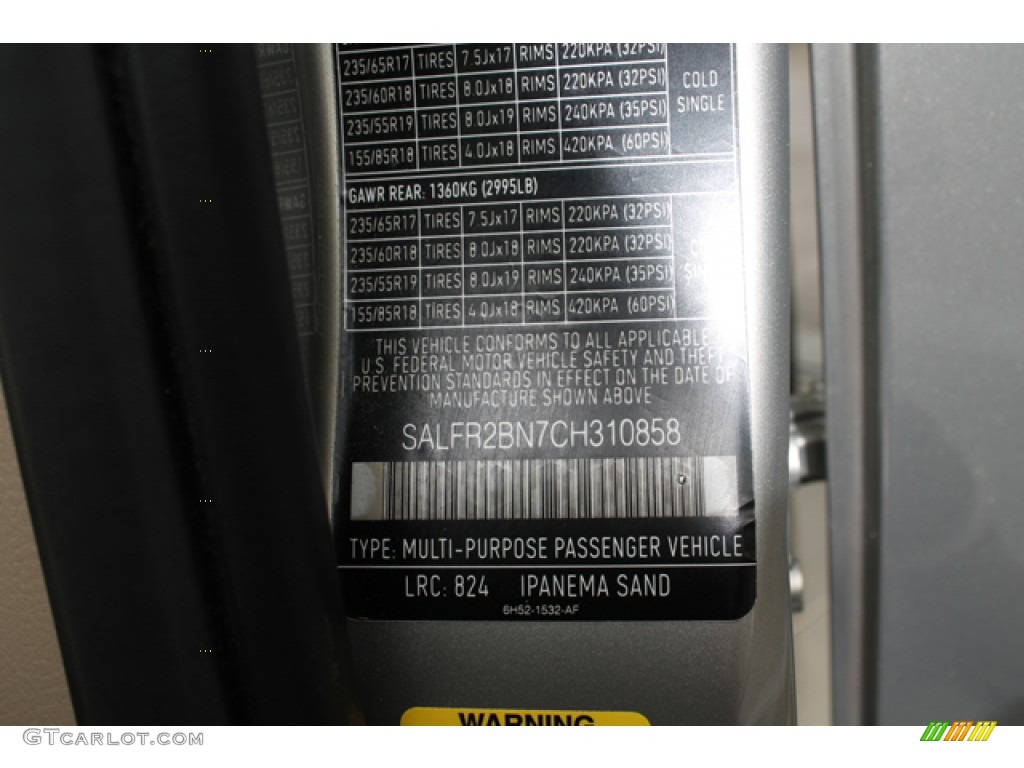 235/65R17 TIRES 7.5Jx17 RIMS 220KPA (32PSI)
235/60R18 TIRES 8.0Jx18 RIMS 220KPA (32PSI) COLD
235/55R19 TIRES 8.0Jx19 RIMS 240KPA (35PSI) SINGLE
155/85R18 TIRES 4.0Jx18 RIMS 420KPA (60PSI)
GAWR REAR: 1360KG (2995LB)
235/65R17 TIRES 7.5Jx17 RIMS 220KPA (32PSI)
235/60R18 TIRES 8.0Jx18 RIMS 220KPA (32PSI)
235/55R19 TIRES 8.0Jx19 RIMS 240KPA (35PSI)
155/85R18 TIRES 4.0Jx18 RIMS 420KPA (60PSI)
THIS VEHICLE CONFORMS TO ALL APPLICABLE
U.S. FEDERAL MOTOR VEHICLE SAFETY AND THEFT
PREVENTION STANDARDS IN EFFECT ON THE DATE OF
MANUFACTURE SHOWN ABOVE
SALFR2BN7CH310858
TYPE: MULTI-PURPOSE PASSENGER VEHICLE
LRC: 824 IPANEMA SAND
6H52-1532-AF
WARNING
GTcarlot.com